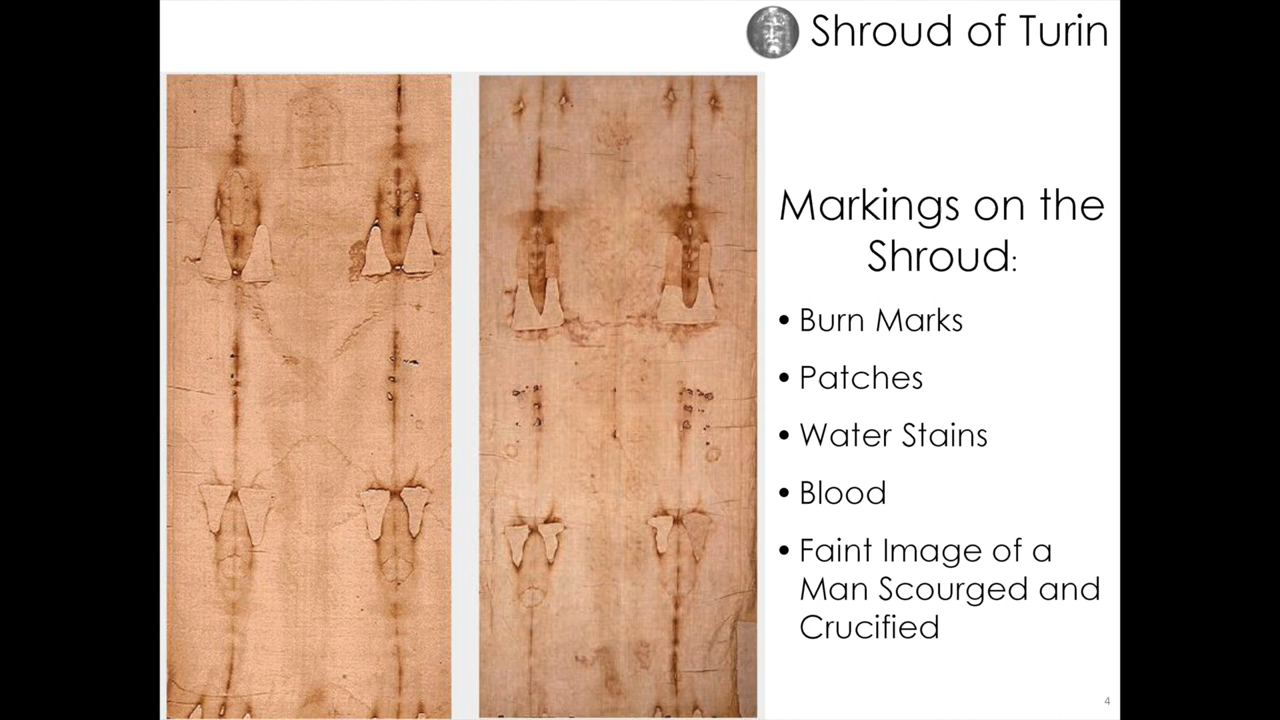 Shroud of Turin
Markings on the
Shroud:
• Burn Marks
• Patches
• Water Stains
• Blood
• Faint Image of a
Man Scourged and
Crucified
4